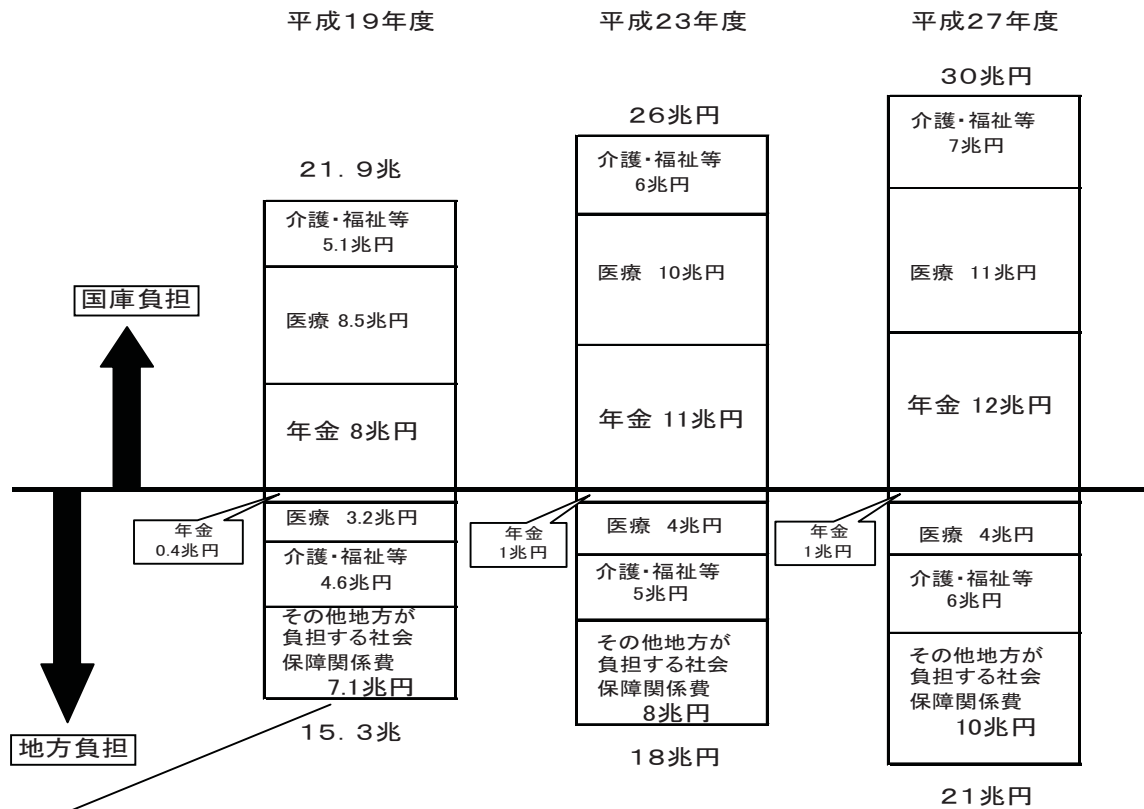 平成19年度
平成23年度
平成27年度
21.9兆
26兆円
30兆円
介護・福祉等
5.1兆円
医療 8.5兆円
年金 8兆円
介護・福祉等
6兆円
医療 10兆円
年金 11兆円
介護・福祉等
7兆円
医療 11兆円
年金 12兆円
国庫負担
地方負担
年金
0.4兆円
医療 3.2兆円
介護・福祉等
4.6兆円
その他地方が
負担する社会
保障関係費
7.1兆円
15.3兆
年金
1兆円
医療 4兆円
介護・福祉等
5兆円
その他地方が
負担する社会
保障関係費
8兆円
18兆円
年金
1兆円
医療 4兆円
介護・福祉等
6兆円
その他地方が
負担する社会
保障関係費
10兆円
21兆円